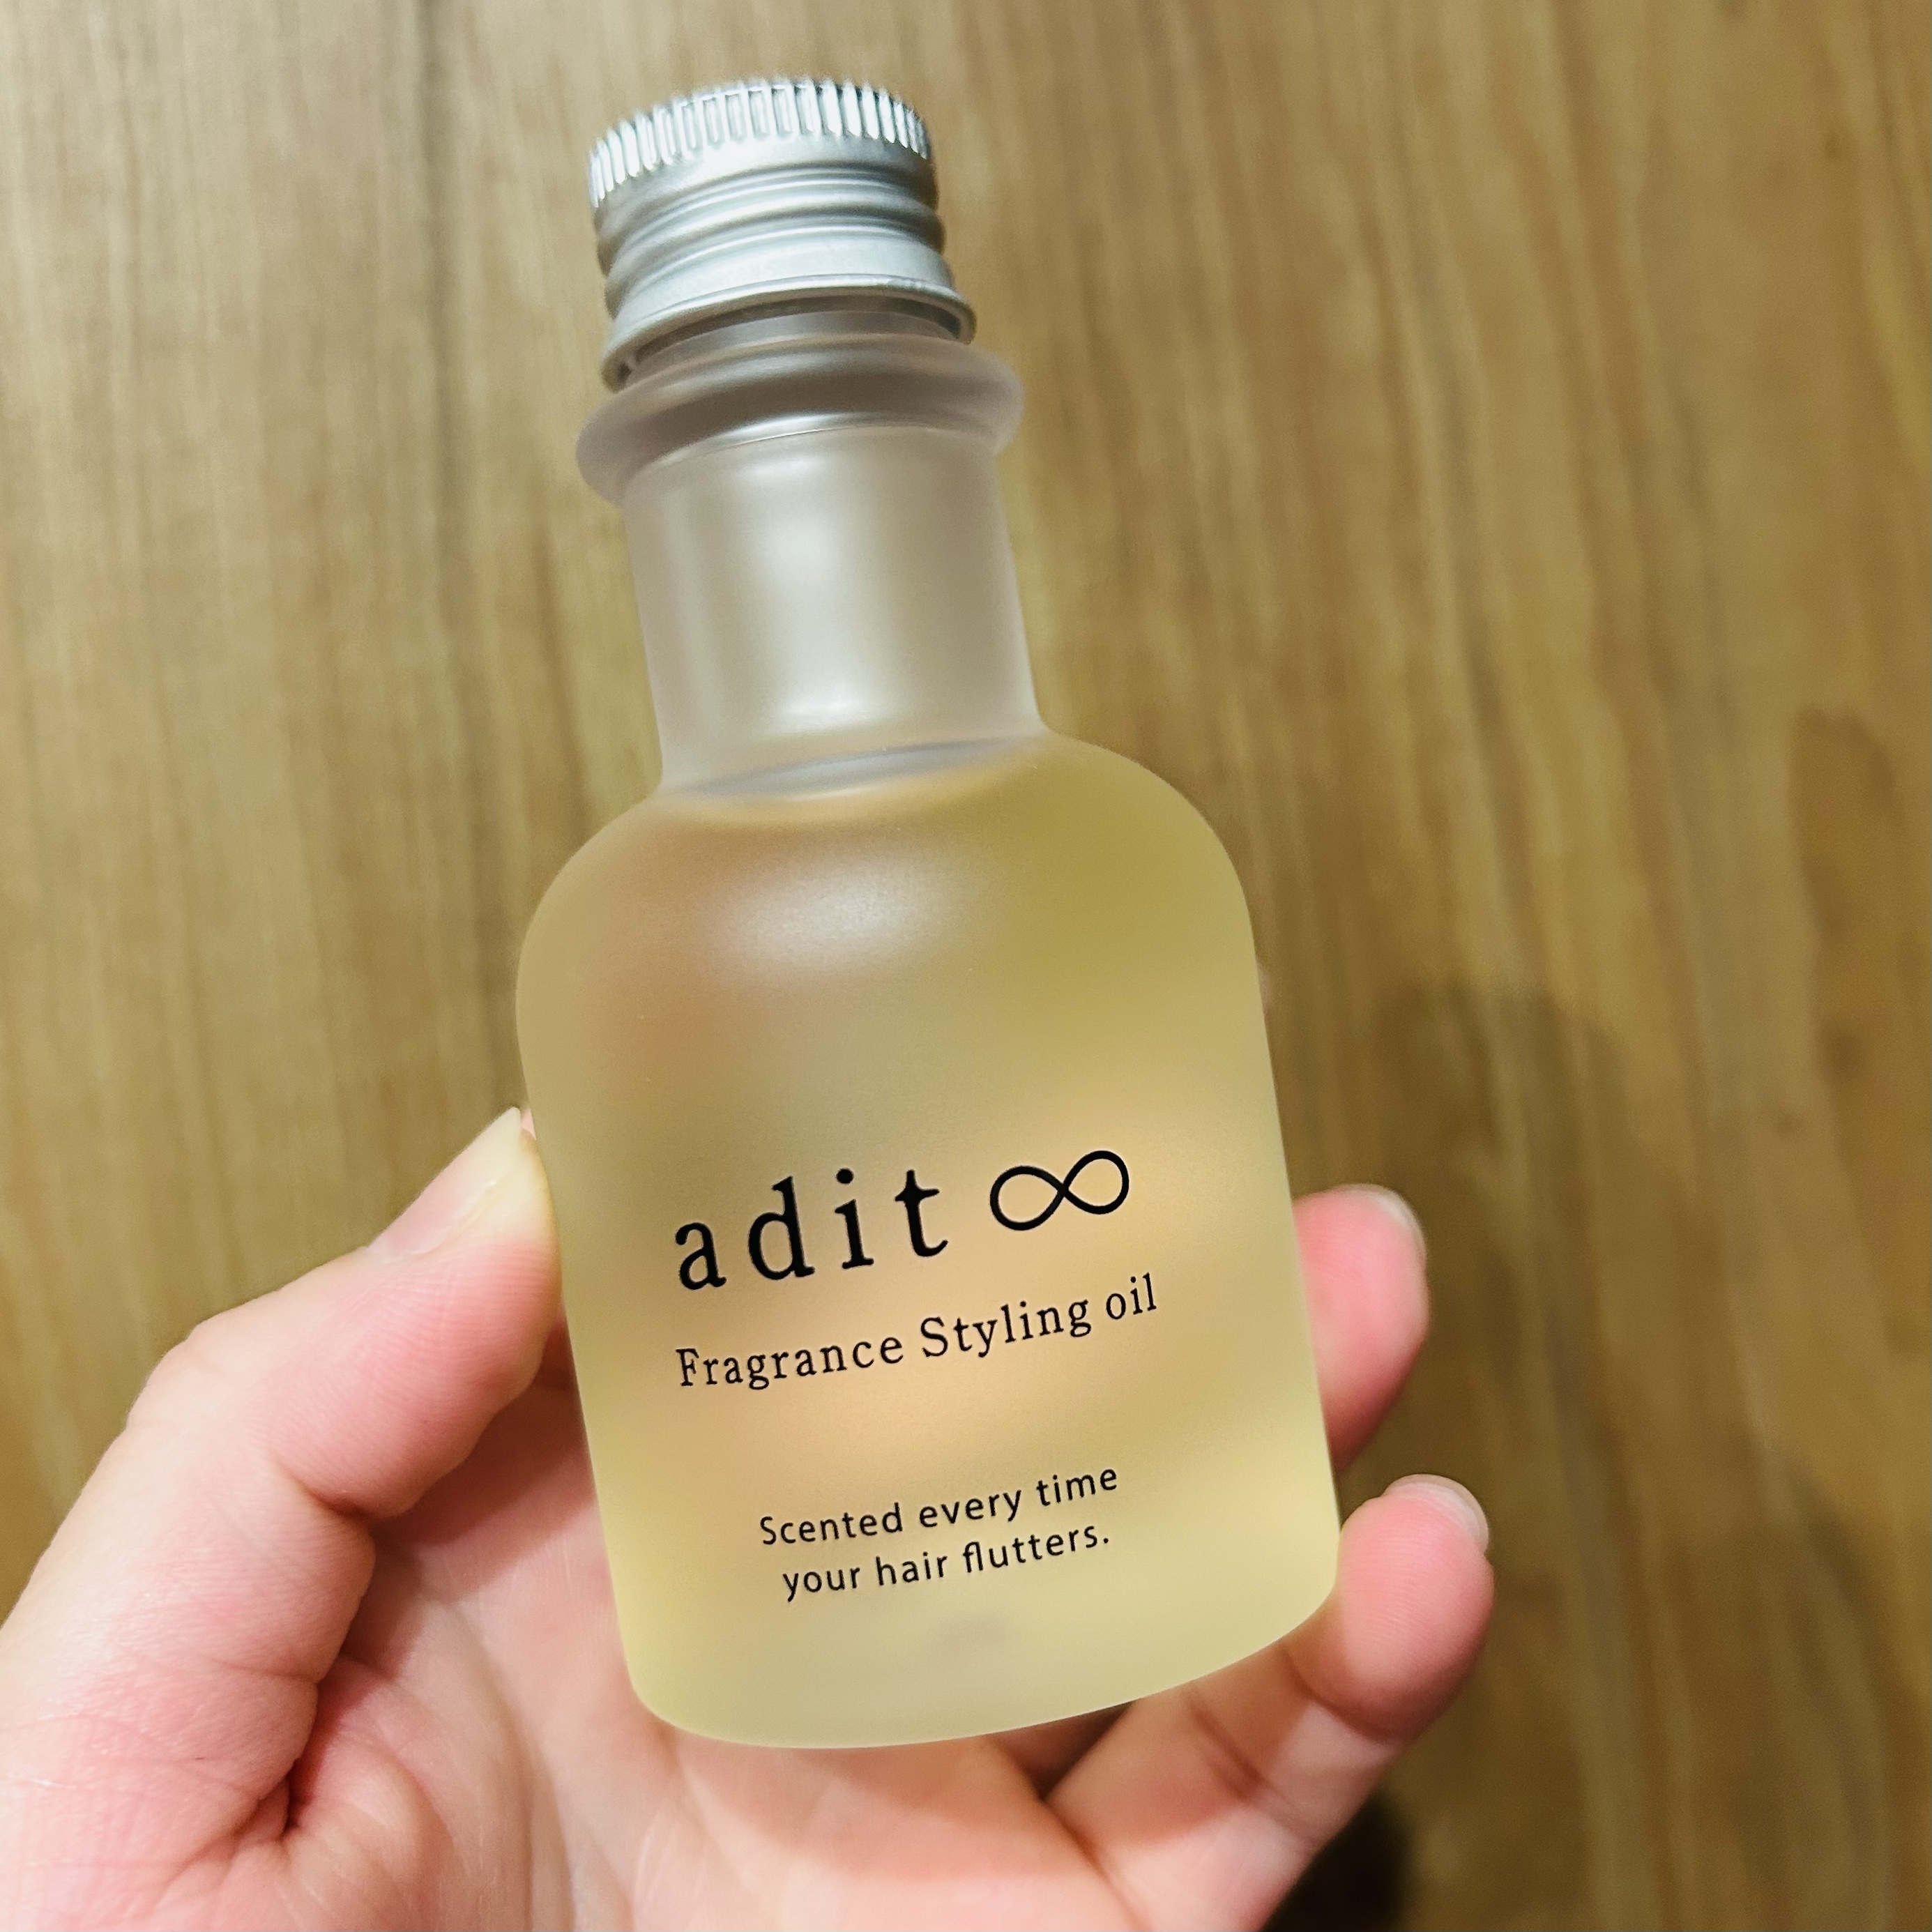 adit ∞
Fragrance Styling oil
Scented every time
your hair flutters.